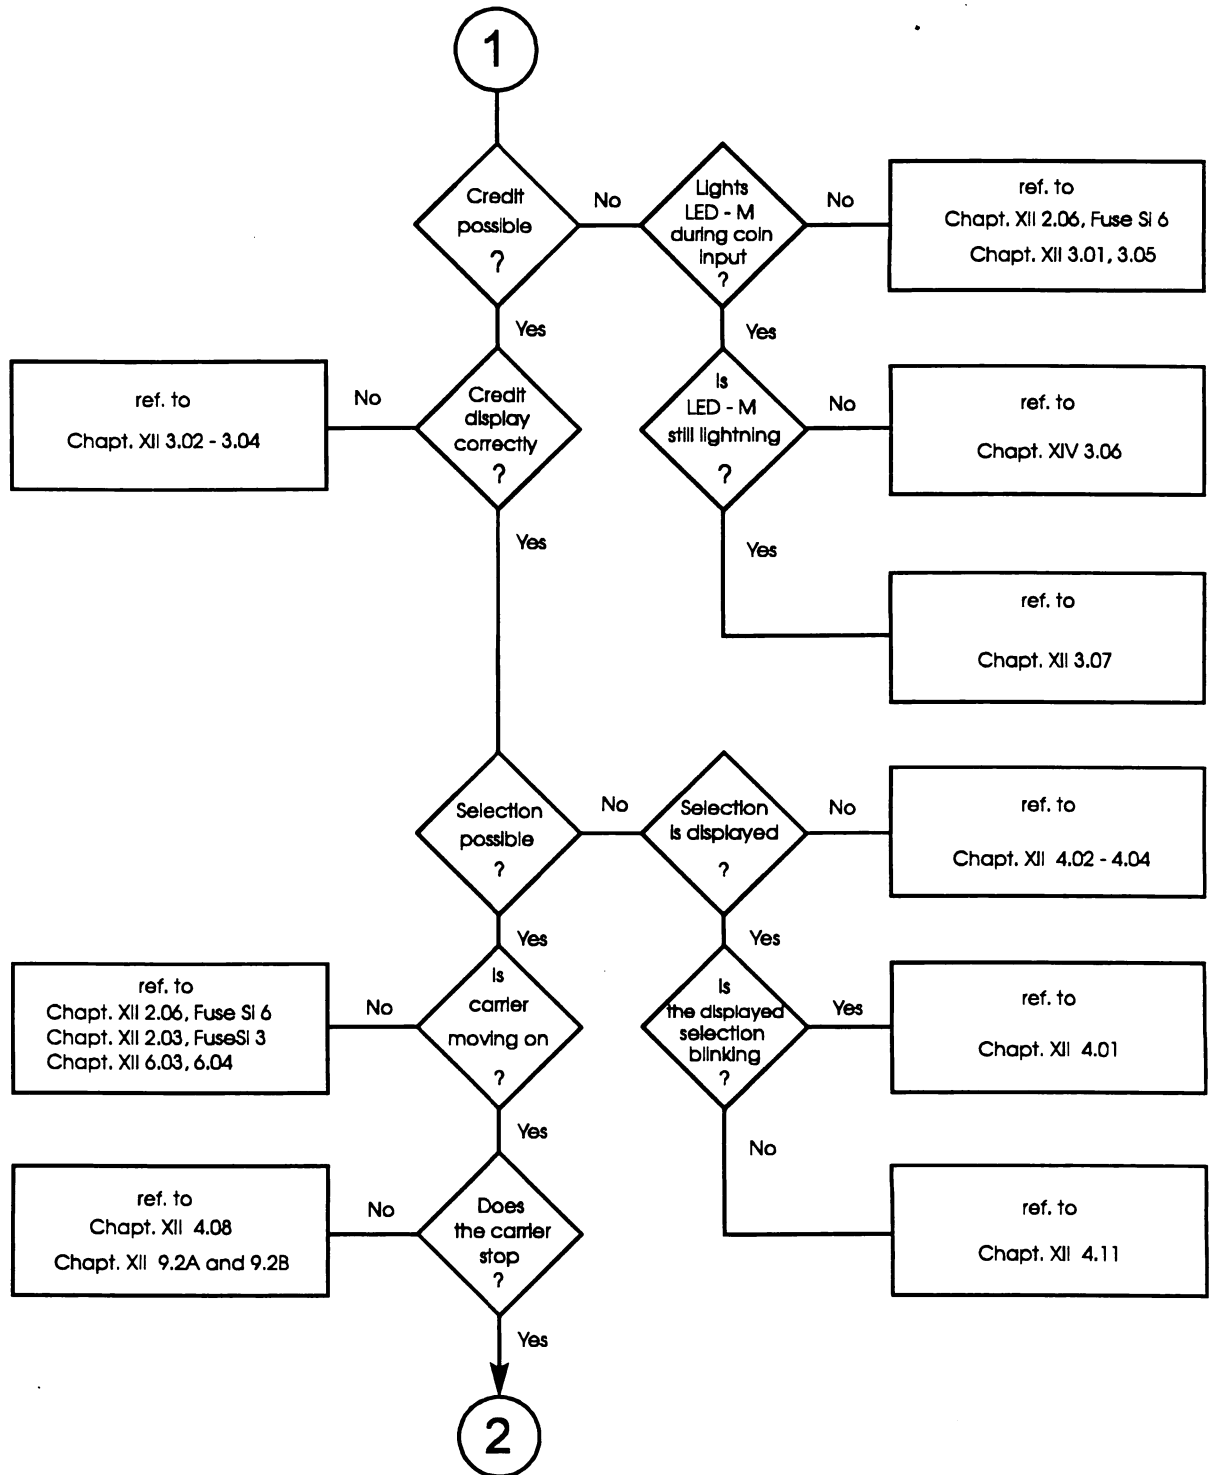 1
Credit
possible
?
No
Lights
LED - M
during coin
input
?
No
ref. to
Chapt. XII 2.06, Fuse Si 6
Chapt. XII 3.01, 3.05
Yes
Yes
ref. to
Chapt. XII 3.02 - 3.04
No
Credit
display
correctly
?
Is
LED - M
still lightning
?
No
ref. to
Chapt. XIV 3.06
Yes
Yes
ref. to
Chapt. XII 3.07
Selection
possible
?
No
Selection
is displayed
?
No
ref. to
Chapt. XII 4.02 - 4.04
Yes
Yes
ref. to
Chapt. XII 2.06, Fuse Si 6
Chapt. XII 2.03, FuseSi 3
Chapt. XII 6.03, 6.04
No
Is
carrier
moving on
?
Is
the displayed
selection
blinking
?
Yes
ref. to
Chapt. XII 4.01
Yes
No
ref. to
Chapt. XII 4.08
Chapt. XII 9.2A and 9.2B
No
Does
the carrier
stop
?
ref. to
Chapt. XII 4.11
Yes
2